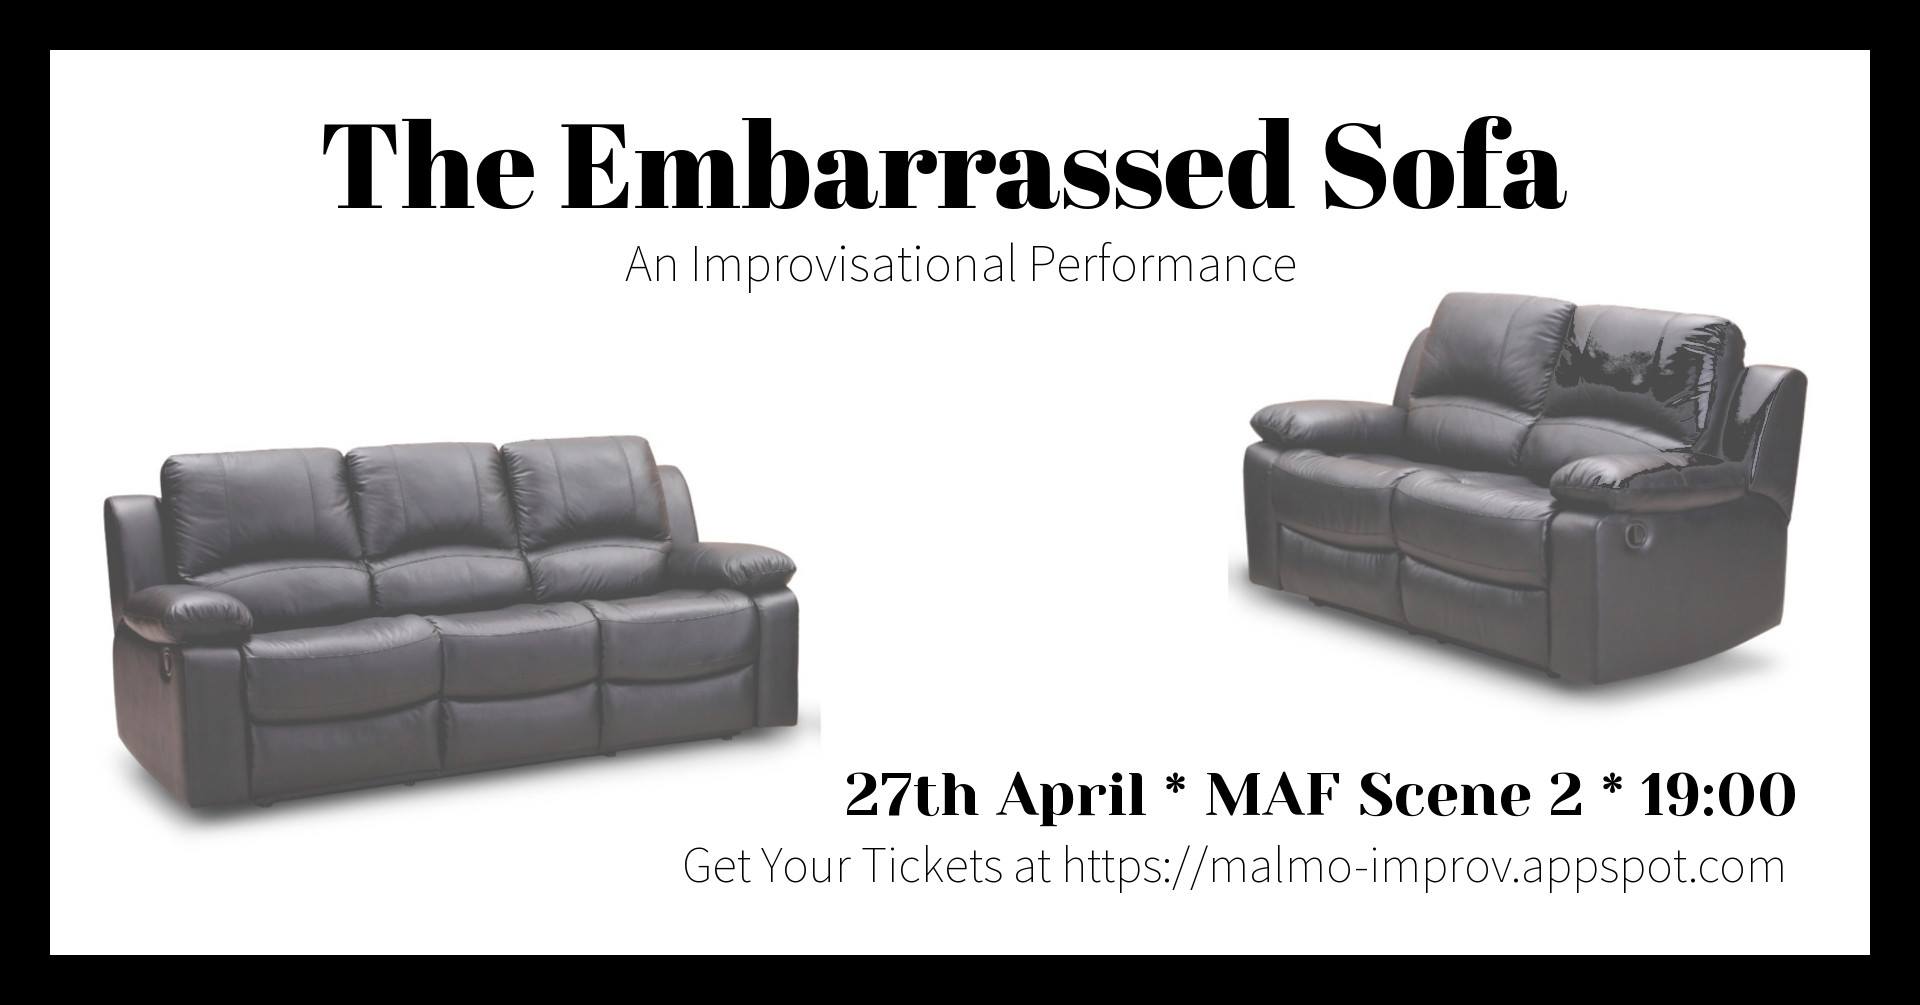 The Embarrassed Sofa
An Improvisational Performance
27th April * MAF Scene 2 * 19:00
Get Your Tickets at https://malmo-improv.appspot.com